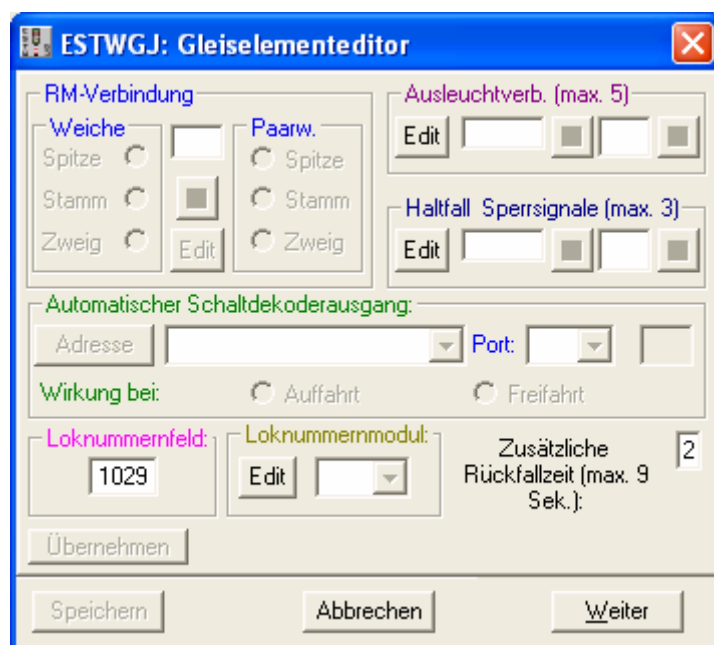 ESTWGJ: Gleiselementeditor
RM-Verbindung
Weiche
Spitze
Stamm
Zweig
Edit
Paarw.
Spitze
Stamm
Zweig
Ausleuchtverb. (max. 5)
Edit
Haltfall Sperrsignale (max. 3)
Edit
Automatischer Schaltdekoderausgang:
Adresse
Port:
Wirkung bei:
Auffahrt
Freifahrt
Loknummernfeld:
1029
Loknummernmodul:
Edit
Zusätzliche
Rückfallzeit (max. 9
Sek.):
2
Übernehmen
Speichern
Abbrechen
Weiter